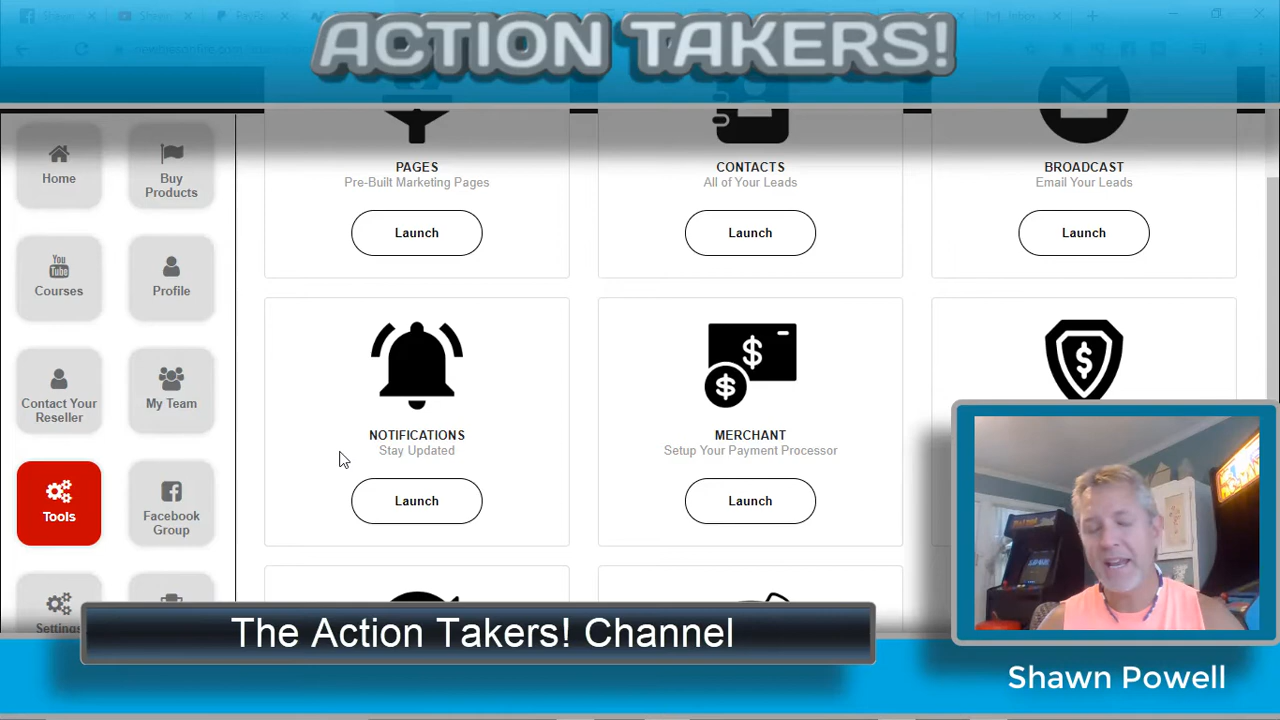 ACTION TAKERS!
Home
Buy
Products
PAGES
Pre-Built Marketing Pages
Launch
CONTACTS
All of Your Leads
Launch
BROADCAST
Email Your Leads
Launch
You
Tube
Courses
Profile
Contact Your
Reseller
My Team
NOTIFICATIONS
Stay Updated
Launch
MERCHANT
Setup Your Payment Processor
Launch
Tools
Facebook
Group
Settings
The Action Takers! Channel
Shawn Powell